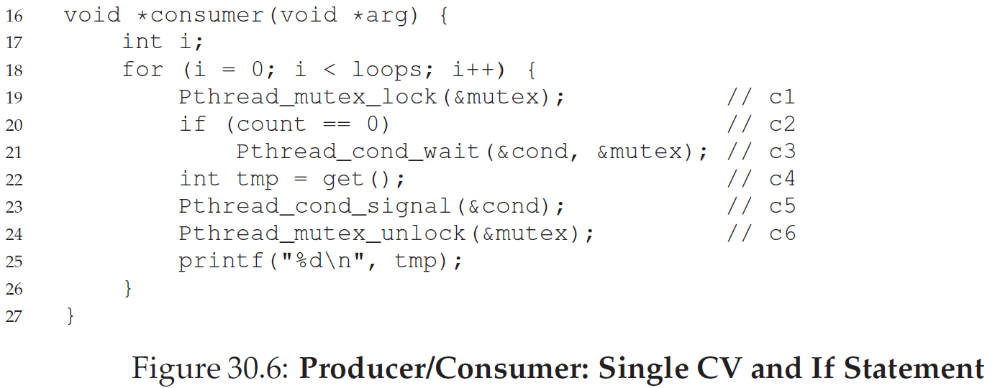 16 void *consumer(void *arg) {
17 int i;
18 for (i = 0; i < loops; i++) {
19 Pthread_mutex_lock(&mutex); // c1
20 if (count == 0) // c2
21 Pthread_cond_wait(&cond, &mutex); // c3
22 int tmp = get(); // c4
23 Pthread_cond_signal(&cond); // c5
24 Pthread_mutex_unlock(&mutex); // c6
25 printf("%d\n", tmp);
26 }
27 }
Figure 30.6: Producer/Consumer: Single CV and If Statement